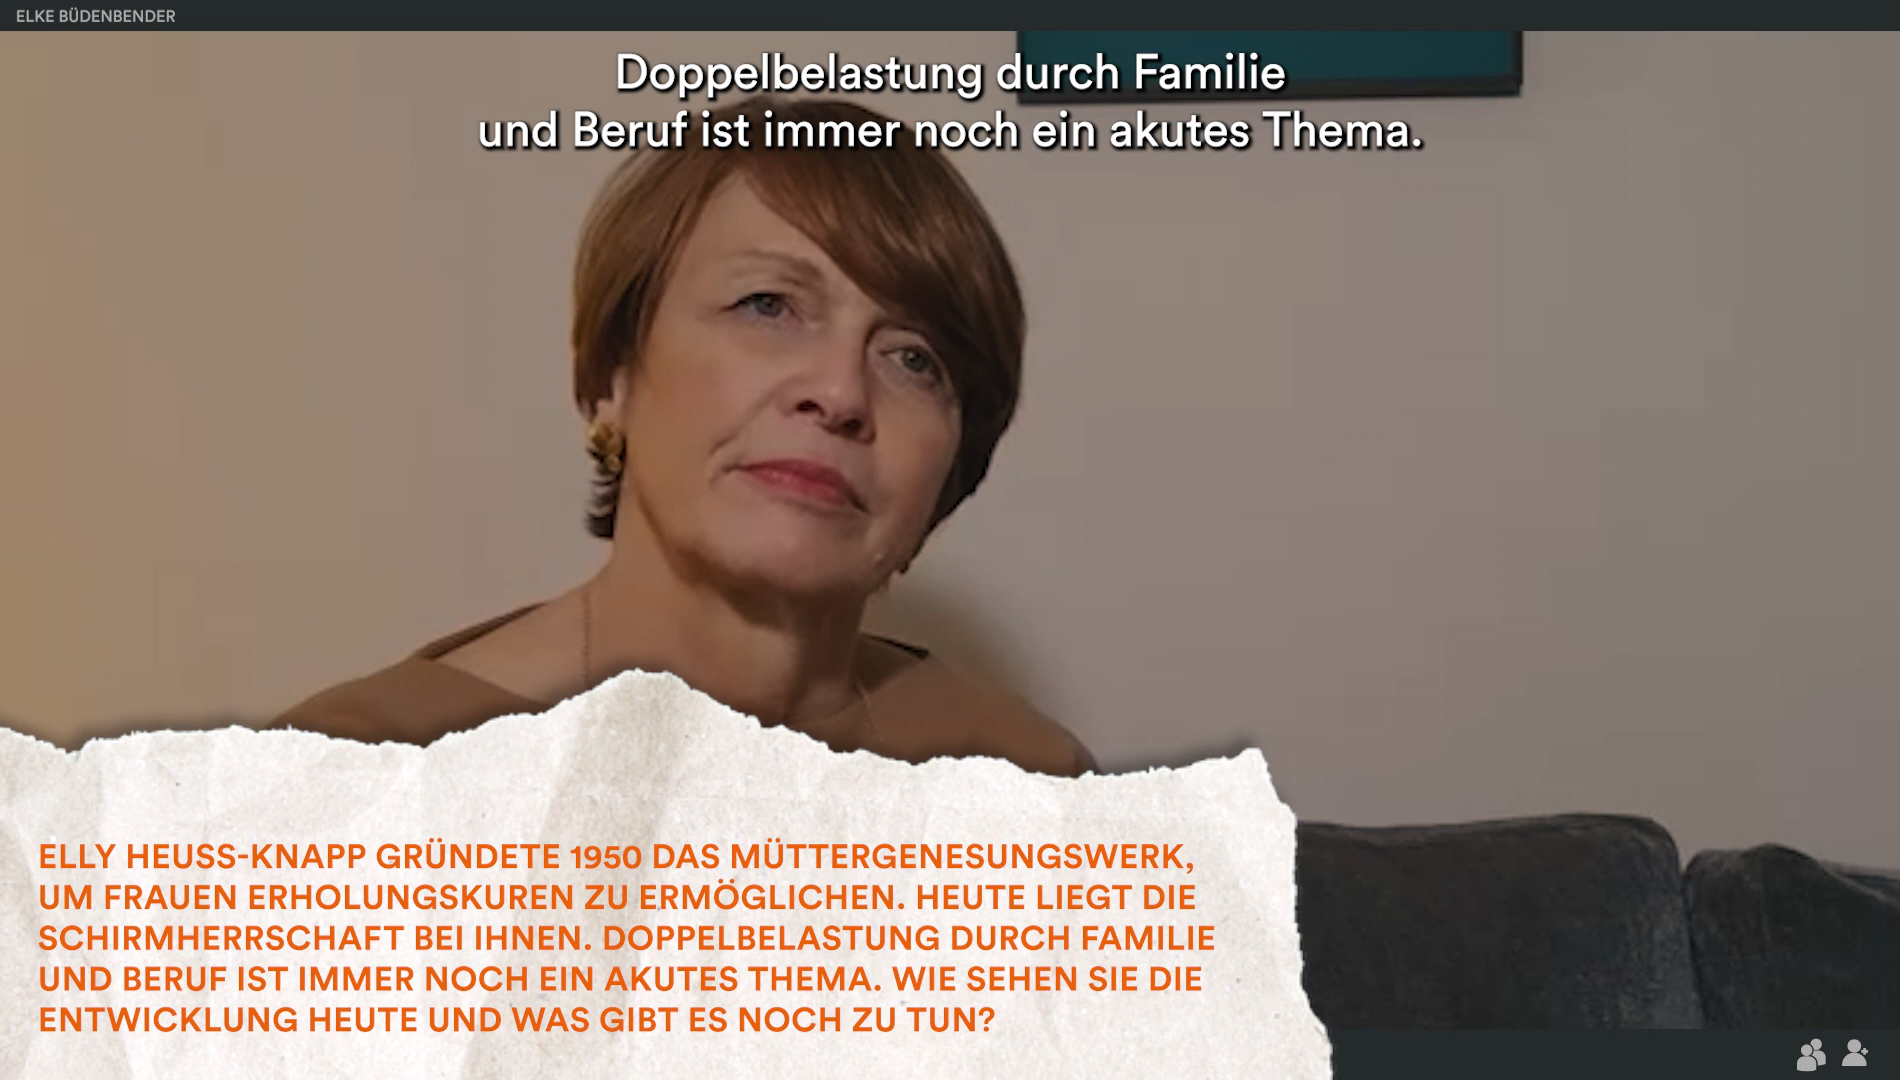 ELKE BÜDENBENDER
Doppelbelastung durch Familie
und Beruf ist immer noch ein akutes Thema.
ELLY HEUSS-KNAPP GRÜNDETE 1950 DAS MÜTTERGENESUNGSWERK,
UM FRAUEN ERHOLUNGSKUREN ZU ERMÖGLICHEN. HEUTE LIEGT DIE
SCHIRMHERRSCHAFT BEI IHNEN. DOPPELBELASTUNG DURCH FAMILIE
UND BERUF IST IMMER NOCH EIN AKUTES THEMA. WIE SEHEN SIE DIE
ENTWICKLUNG HEUTE UND WAS GIBT ES NOCH ZU TUN?